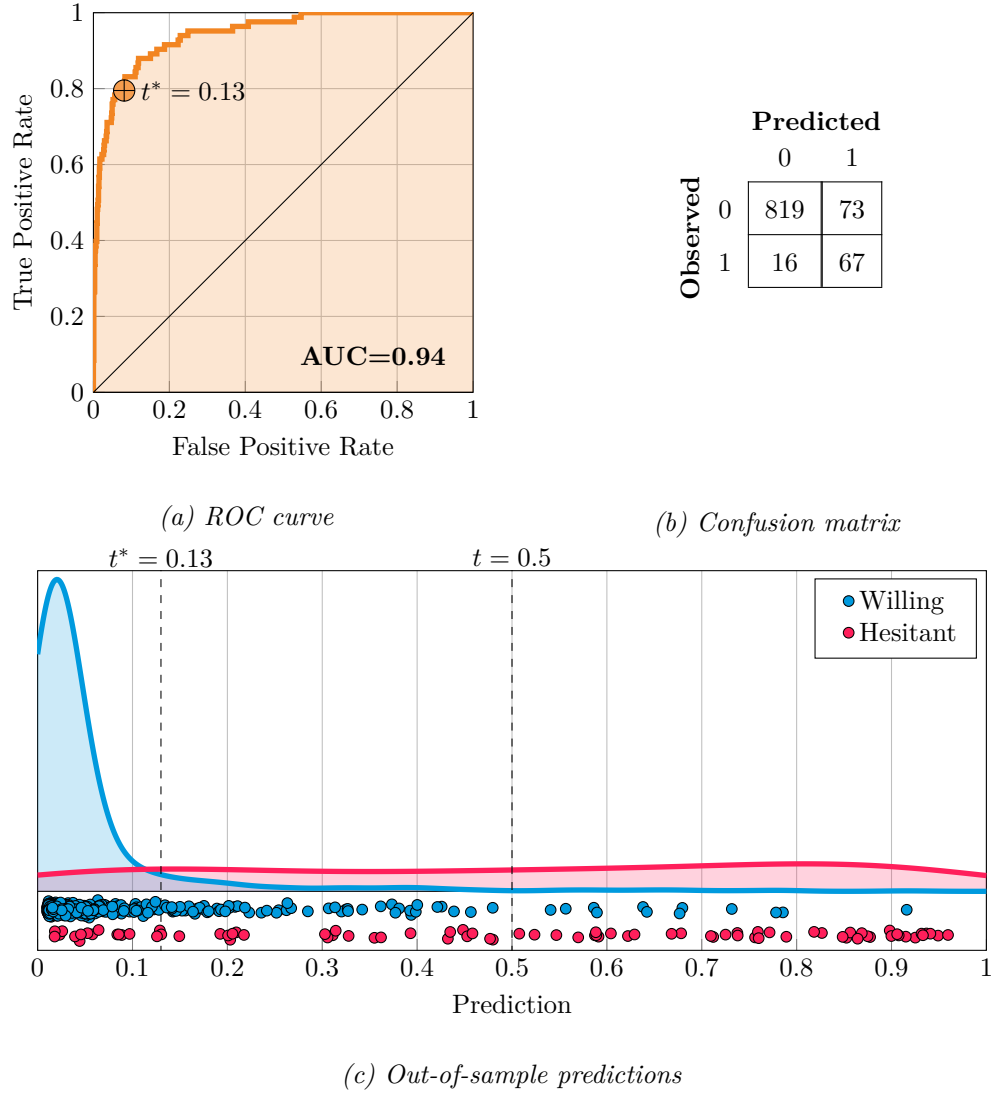 1
0.8
0.6
0.4
0.2
0
True Positive Rate
t* = 0.13
AUC=0.94
0 0.2 0.4 0.6 0.8 1
False Positive Rate
(a) ROC curve
Predicted
0 1
Observed
0 819 73
1 16 67
(b) Confusion matrix
t* = 0.13 t = 0.5
Willing
Hesitant
0 0.1 0.2 0.3 0.4 0.5 0.6 0.7 0.8 0.9 1
Prediction
(c) Out-of-sample predictions